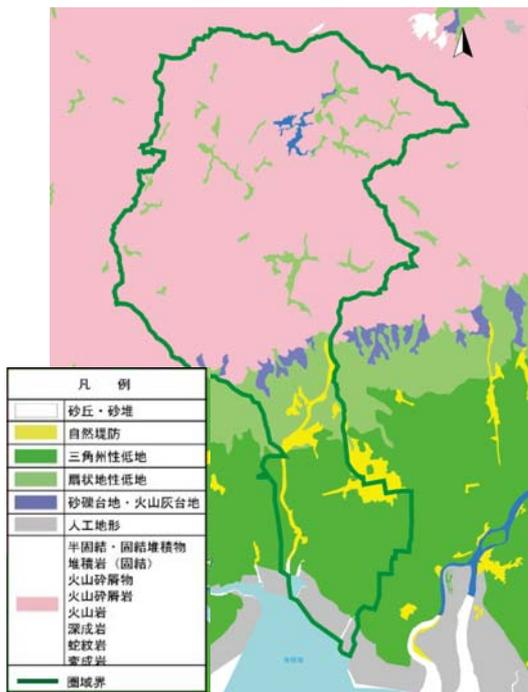 凡 例
砂丘・砂堆
自然堤防
三角州性低地
扇状地性低地
砂礫台地・火山灰台地
人工地形
半固結・固結堆積物
堆積岩（固結）
火山砕屑物
火山砕屑岩
火山岩
深成岩
蛇紋岩
変成岩
圏域界